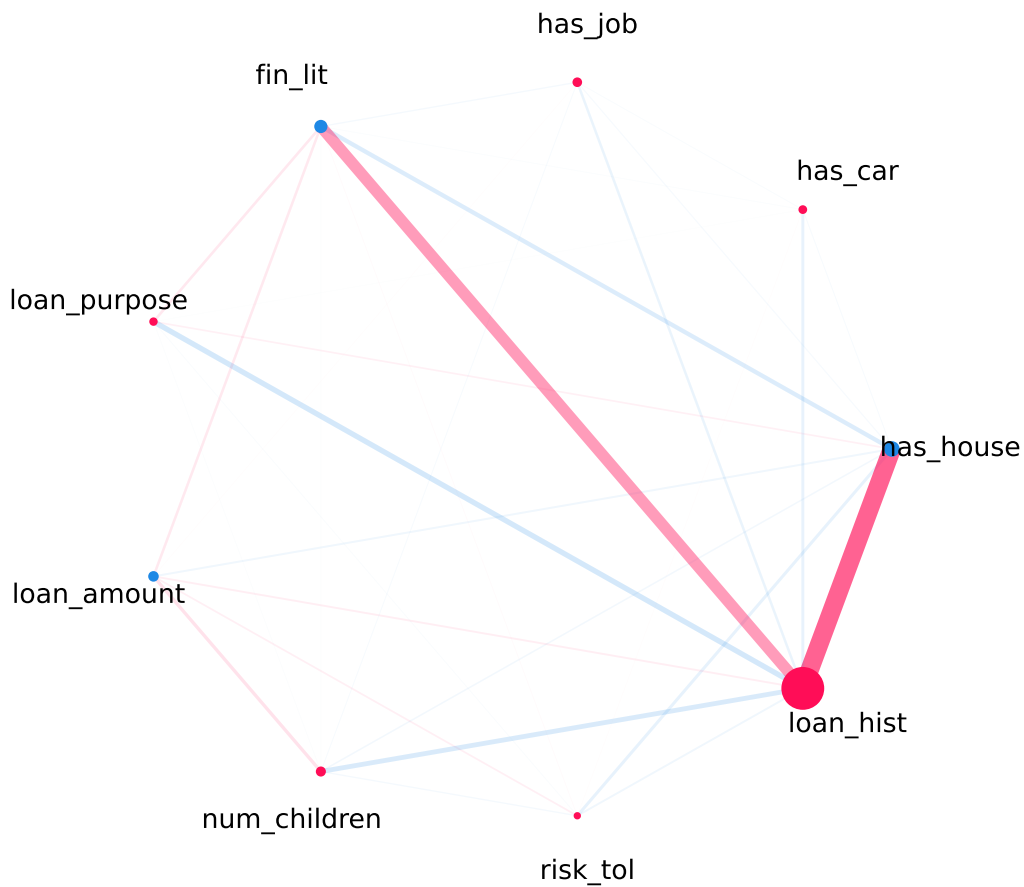 has_job
fin_lit
has_car
loan_purpose
has_house
loan_amount
loan_hist
num_children
risk_tol